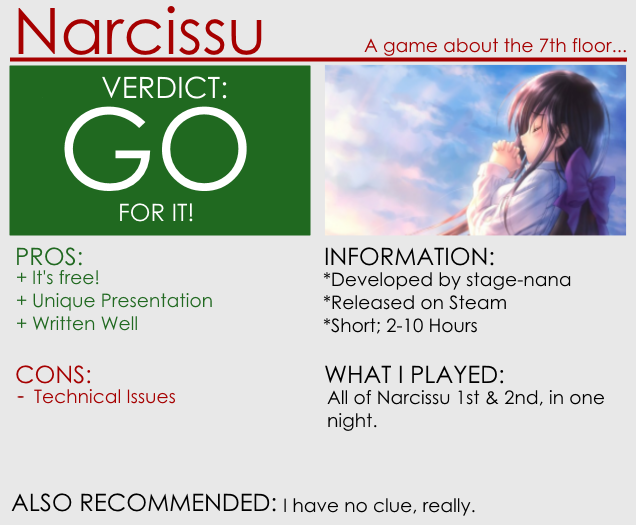 Narcissu
A game about the 7th floor...
VERDICT:
GO
FOR IT!
PROS:
+ It's free!
+ Unique Presentation
+ Written Well
INFORMATION:
*Developed by stage-nana
*Released on Steam
*Short; 2-10 Hours
CONS:
- Technical Issues
WHAT I PLAYED:
All of Narcissu 1st & 2nd, in one
night.
ALSO RECOMMENDED: I have no clue, really.